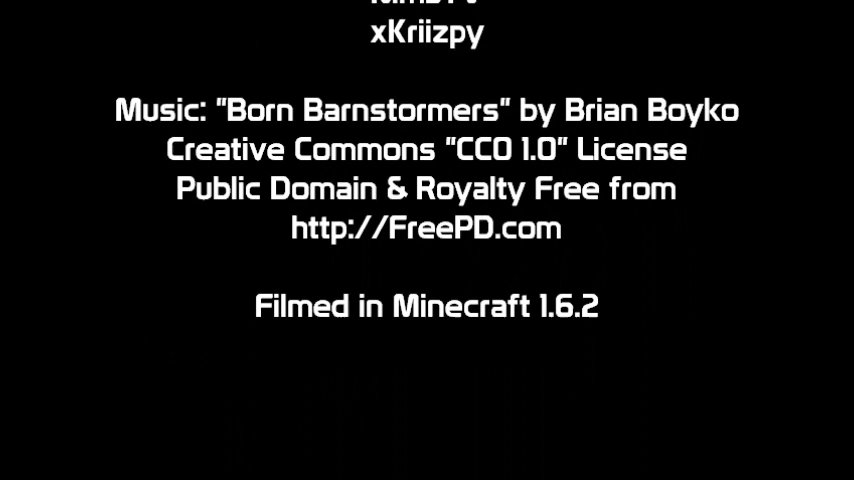 xKriizpy
Music: "Born Barnstormers" by Brian Boyko
Creative Commons "CC0 1.0" License
Public Domain & Royalty Free from
http://FreePD.com
Filmed in Minecraft 1.6.2